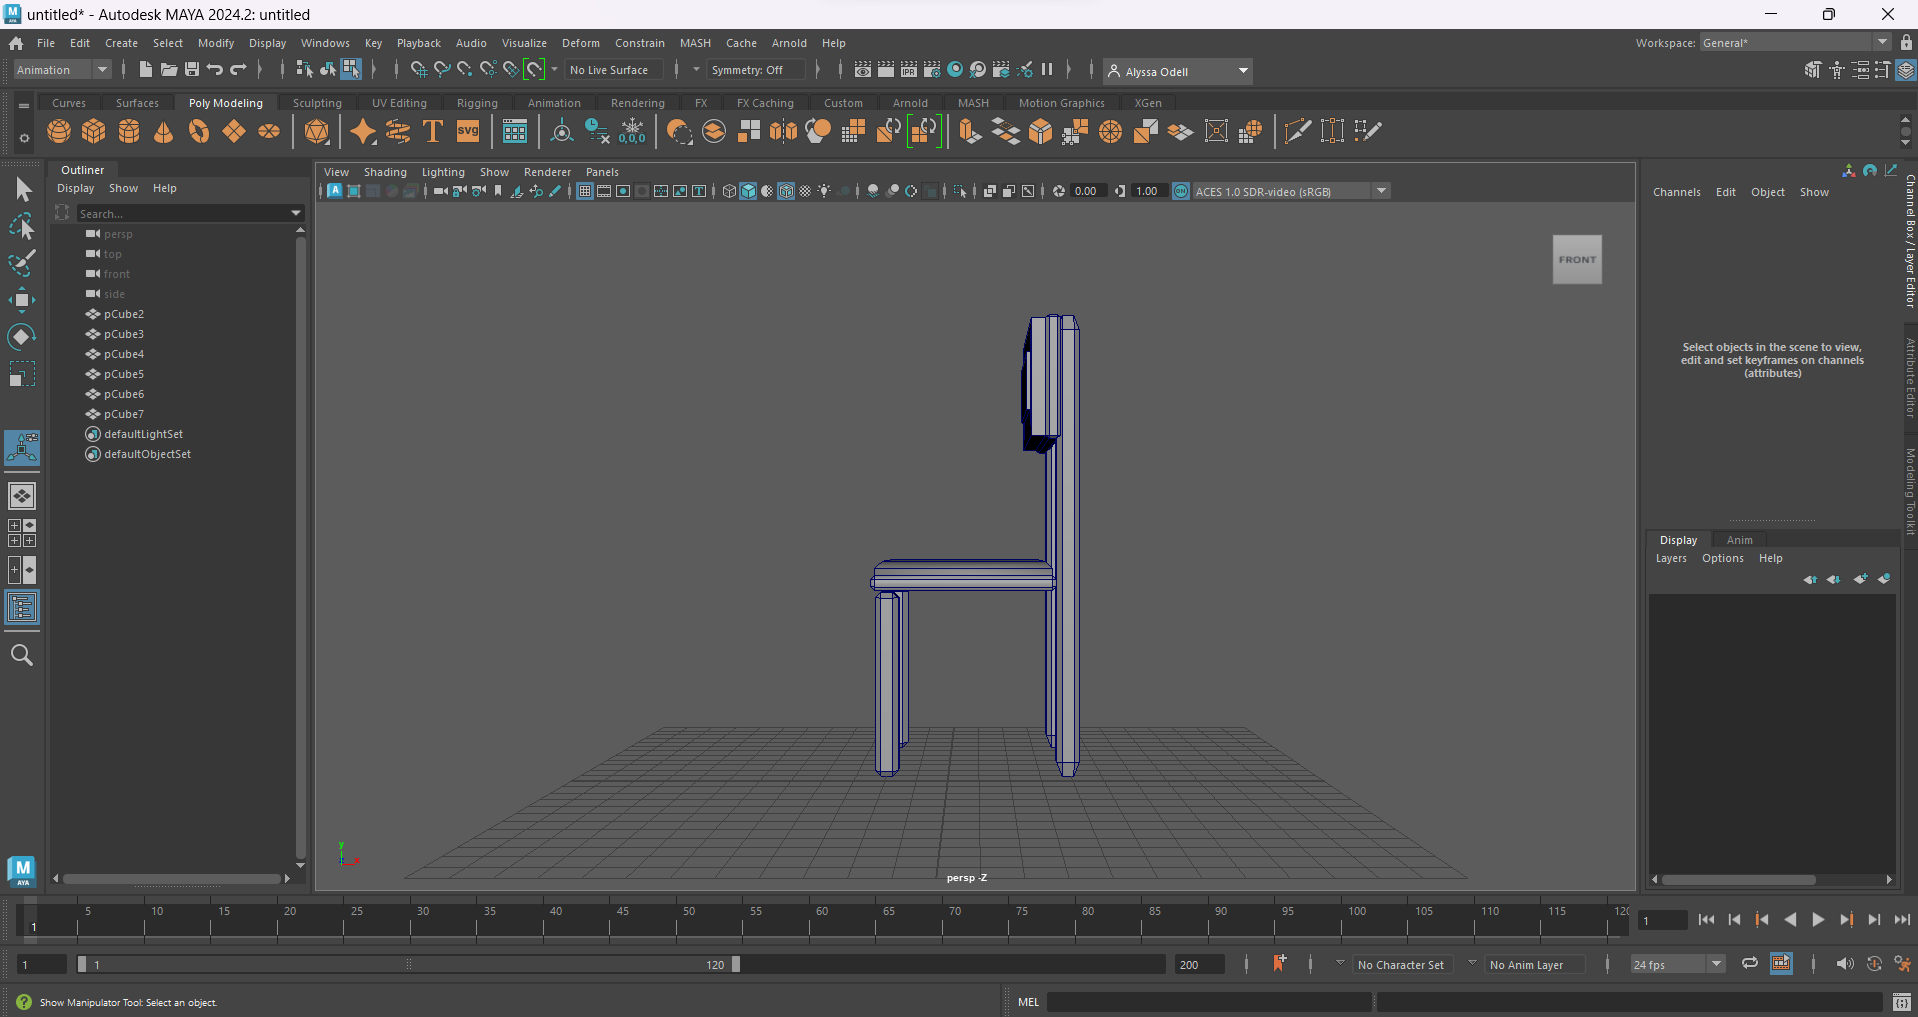 untitled* - Autodesk MAYA 2024.2: untitled
File Edit Create Select Modify Display Windows Key Playback Audio Visualize Deform Constrain MASH Cache Arnold Help
Workspace: General*
Animation
No Live Surface
Symmetry: Off
Alyssa Odell
Curves Surfaces Poly Modeling Sculpting UV Editing Rigging Animation Rendering FX FX Caching Custom Arnold MASH Motion Graphics XGen
T SVG 0,0,0
Outliner
Display Show Help
Search...
persp
top
front
side
pCube2
pCube3
pCube4
pCube5
pCube6
pCube7
defaultLightSet
defaultObjectSet
View Shading Lighting Show Renderer Panels
0.00 1.00 ON ACES 1.0 SDR-video (sRGB)
FRONT
y
z x
persp -Z
Channels Edit Object Show
Select objects in the scene to view,
edit and set keyframes on channels
(attributes)
Channel Box / Layer Editor
Attribute Editor
Modeling Toolkit
Display Anim
Layers Options Help
M
AYA
5 10 15 20 25 30 35 40 45 50 55 60 65 70 75 80 85 90 95 100 105 110 115 120
1
1
1 1 120 200
No Character Set
No Anim Layer
24 fps
Show Manipulator Tool: Select an object.
MEL